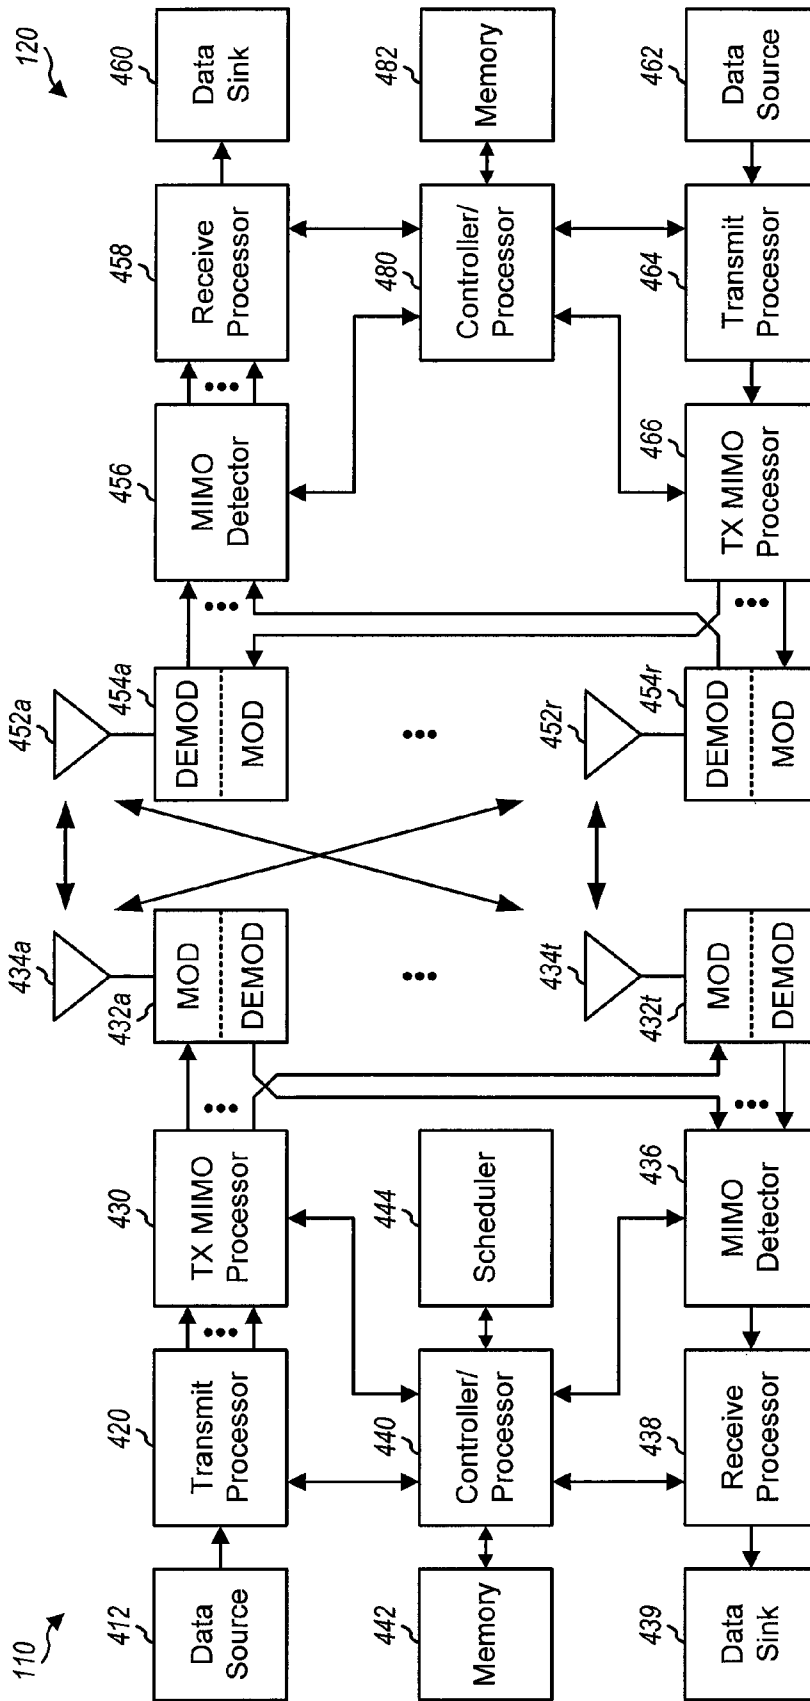 110
120
412
Data
Source
420
Transmit
Processor
430
TX MIMO
Processor
432a
MOD
DEMOD
434a
452a
454a
DEMOD
MOD
456
MIMO
Detector
458
Receive
Processor
460
Data
Sink
442
Memory
440
Controller/
Processor
444
Scheduler
480
Controller/
Processor
482
Memory
439
Data
Sink
438
Receive
Processor
436
MIMO
Detector
432t
MOD
DEMOD
434t
452r
454r
DEMOD
MOD
466
TX MIMO
Processor
464
Transmit
Processor
462
Data
Source